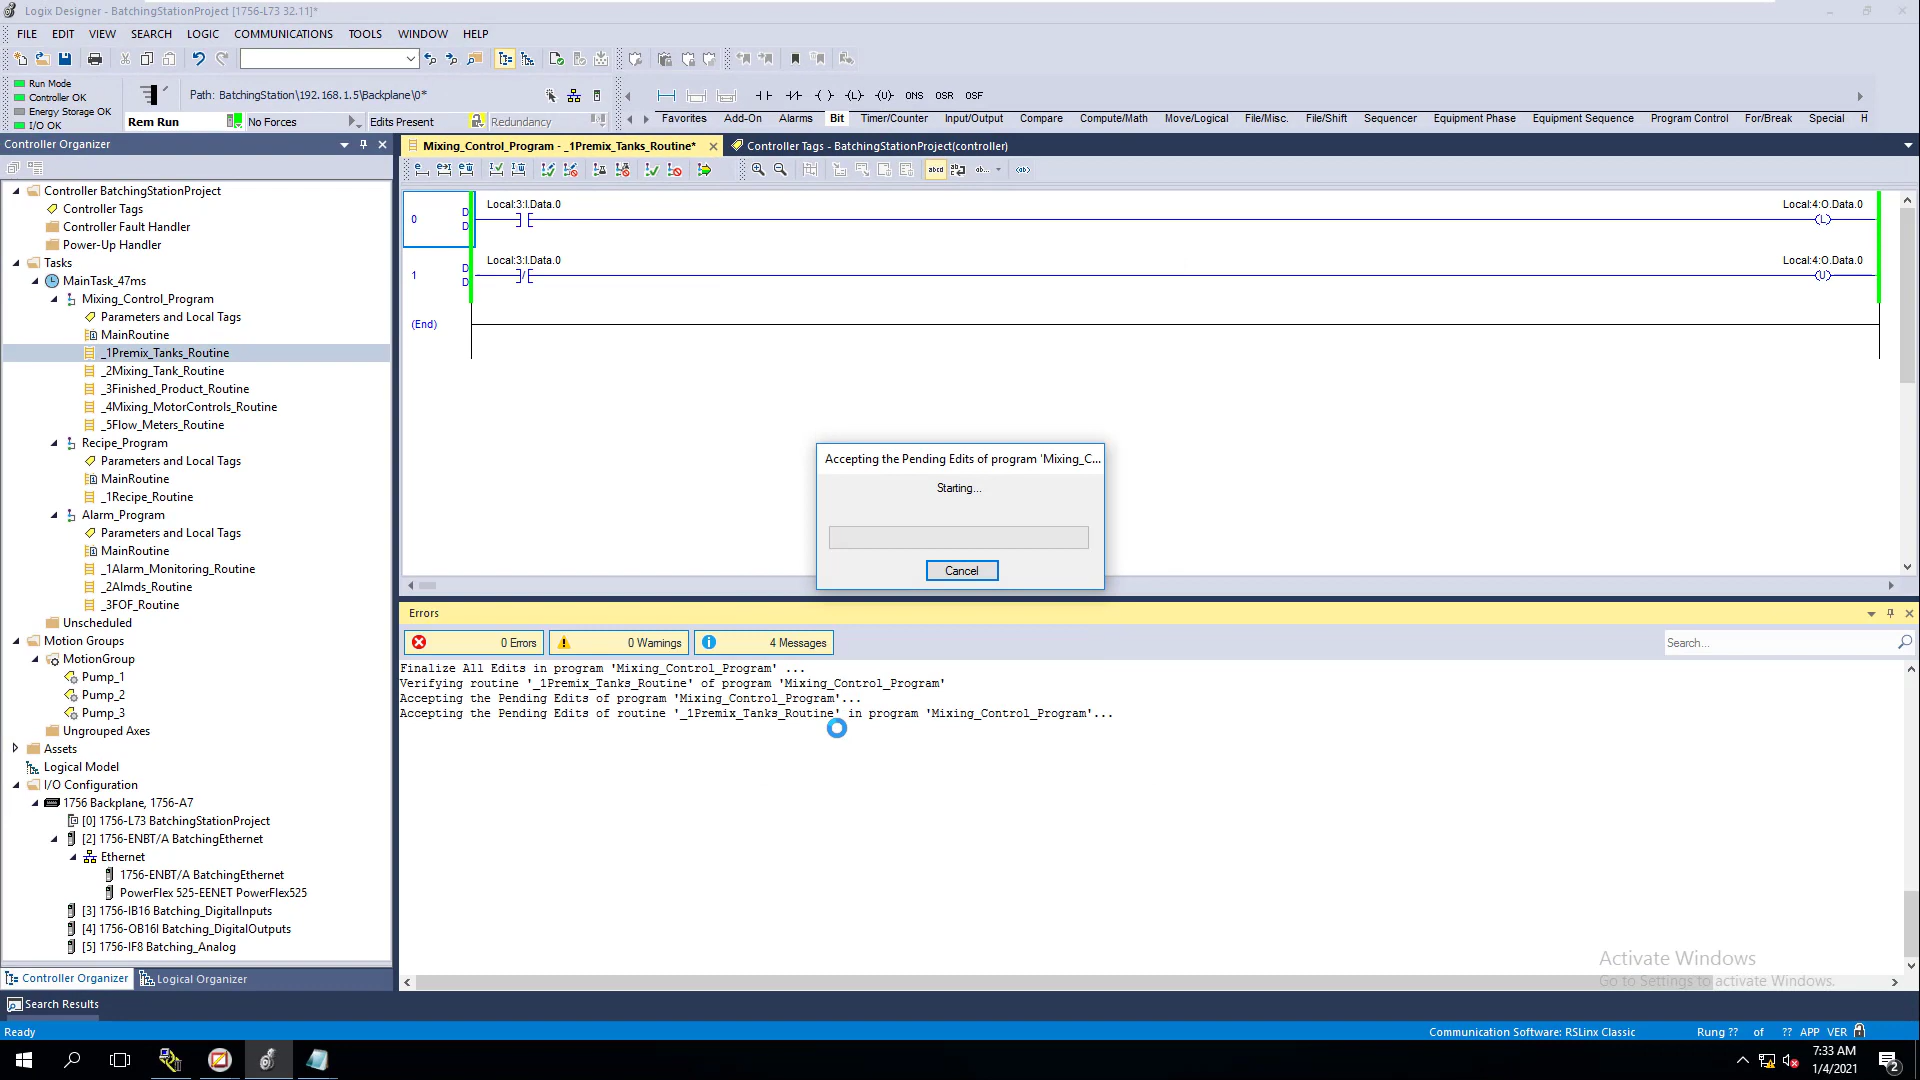 Logix Designer - BatchingStationProject [1756-L73 32.11]*
FILE EDIT VIEW SEARCH LOGIC COMMUNICATIONS TOOLS WINDOW HELP
Run Mode
Controller OK
Energy Storage OK
I/O OK
Path: BatchingStation\192.168.1.5\Backplane\0*
Rem Run No Forces Edits Present Redundancy
ONS OSR OSF
Favorites Add-On Alarms Bit Timer/Counter Input/Output Compare Compute/Math Move/Logical File/Misc. File/Shift Sequencer Equipment Phase Equipment Sequence Program Control For/Break Special H
Controller Organizer
Controller BatchingStationProject
Controller Tags
Controller Fault Handler
Power-Up Handler
Tasks
MainTask_47ms
Mixing_Control_Program
Parameters and Local Tags
MainRoutine
_1Premix_Tanks_Routine
_2Mixing_Tank_Routine
_3Finished_Product_Routine
_4Mixing_MotorControls_Routine
_5Flow_Meters_Routine
Recipe_Program
Parameters and Local Tags
MainRoutine
_1Recipe_Routine
Alarm_Program
Parameters and Local Tags
MainRoutine
_1Alarm_Monitoring_Routine
_2Almds_Routine
_3FOF_Routine
Unscheduled
Motion Groups
MotionGroup
Pump_1
Pump_2
Pump_3
Ungrouped Axes
Assets
Logical Model
I/O Configuration
1756 Backplane, 1756-A7
[0] 1756-L73 BatchingStationProject
[2] 1756-ENBT/A BatchingEthernet
Ethernet
1756-ENBT/A BatchingEthernet
PowerFlex 525-EENET PowerFlex525
[3] 1756-IB16 Batching_DigitalInputs
[4] 1756-OB16I Batching_DigitalOutputs
[5] 1756-IF8 Batching_Analog
Controller Organizer Logical Organizer
Mixing_Control_Program - _1Premix_Tanks_Routine* Controller Tags - BatchingStationProject(controller)
Local:3:I.Data.0 Local:4:O.Data.0
0 D L
D
Local:3:I.Data.0 Local:4:O.Data.0
1 D U
D
(End)
Accepting the Pending Edits of program 'Mixing_C...
Starting...
Cancel
Errors
0 Errors 0 Warnings 4 Messages Search...
Finalize All Edits in program 'Mixing_Control_Program' ...
Verifying routine '_1Premix_Tanks_Routine' of program 'Mixing_Control_Program'
Accepting the Pending Edits of program 'Mixing_Control_Program'...
Accepting the Pending Edits of routine '_1Premix_Tanks_Routine' in program 'Mixing_Control_Program'...
Activate Windows
Go to Settings to activate Windows.
Search Results
Ready Communication Software: RSLinx Classic Rung ?? of ?? APP VER
7:33 AM
1/4/2021
2